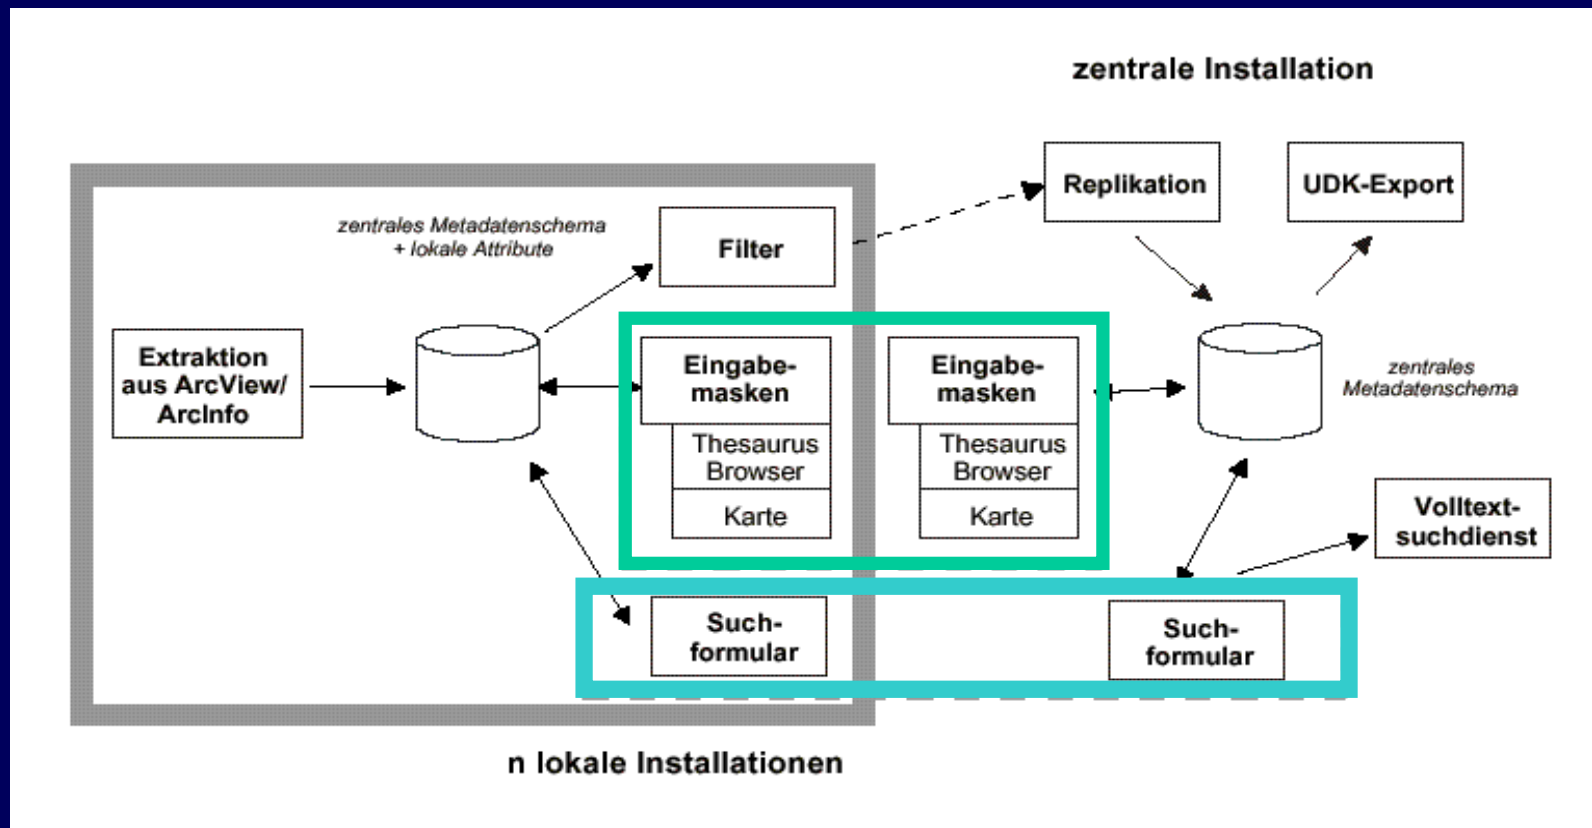 zentrale Installation
Replikation
UDK-Export
zentrales Metadatenschema
+ lokale Attribute
Filter
Extraktion
aus ArcView/
ArcInfo
Eingabe-
masken
Thesaurus
Browser
Karte
Eingabe-
masken
Thesaurus
Browser
Karte
zentrales
Metadatenschema
Volltext-
suchdienst
Such-
formular
Such-
formular
n lokale Installationen